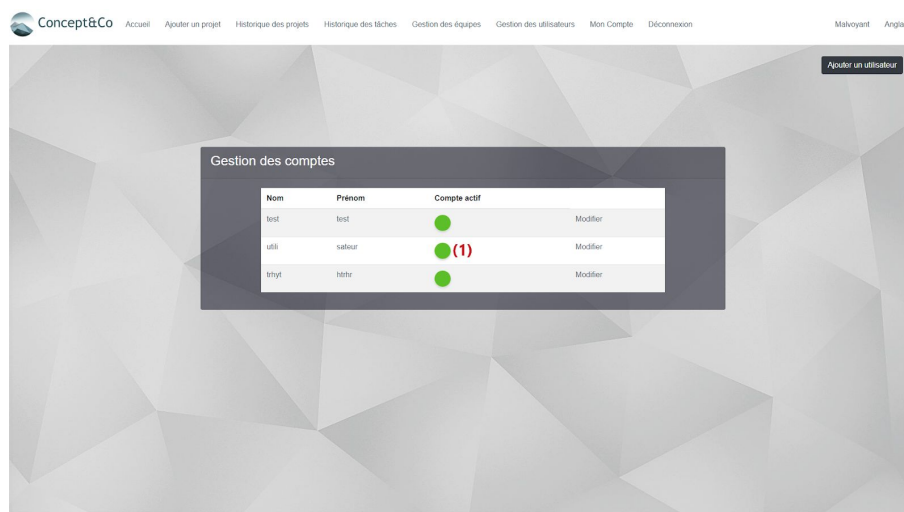 Concept&Co Accueil Ajouter un projet Historique des projets Historique des tâches Gestion des équipes Gestion des utilisateurs Mon Compte Déconnexion Malvoyant Angla
Ajouter un utilisateur
Gestion des comptes
Nom Prénom Compte actif
test test Modifier
utili sateur (1) Modifier
trhyt htrhr Modifier